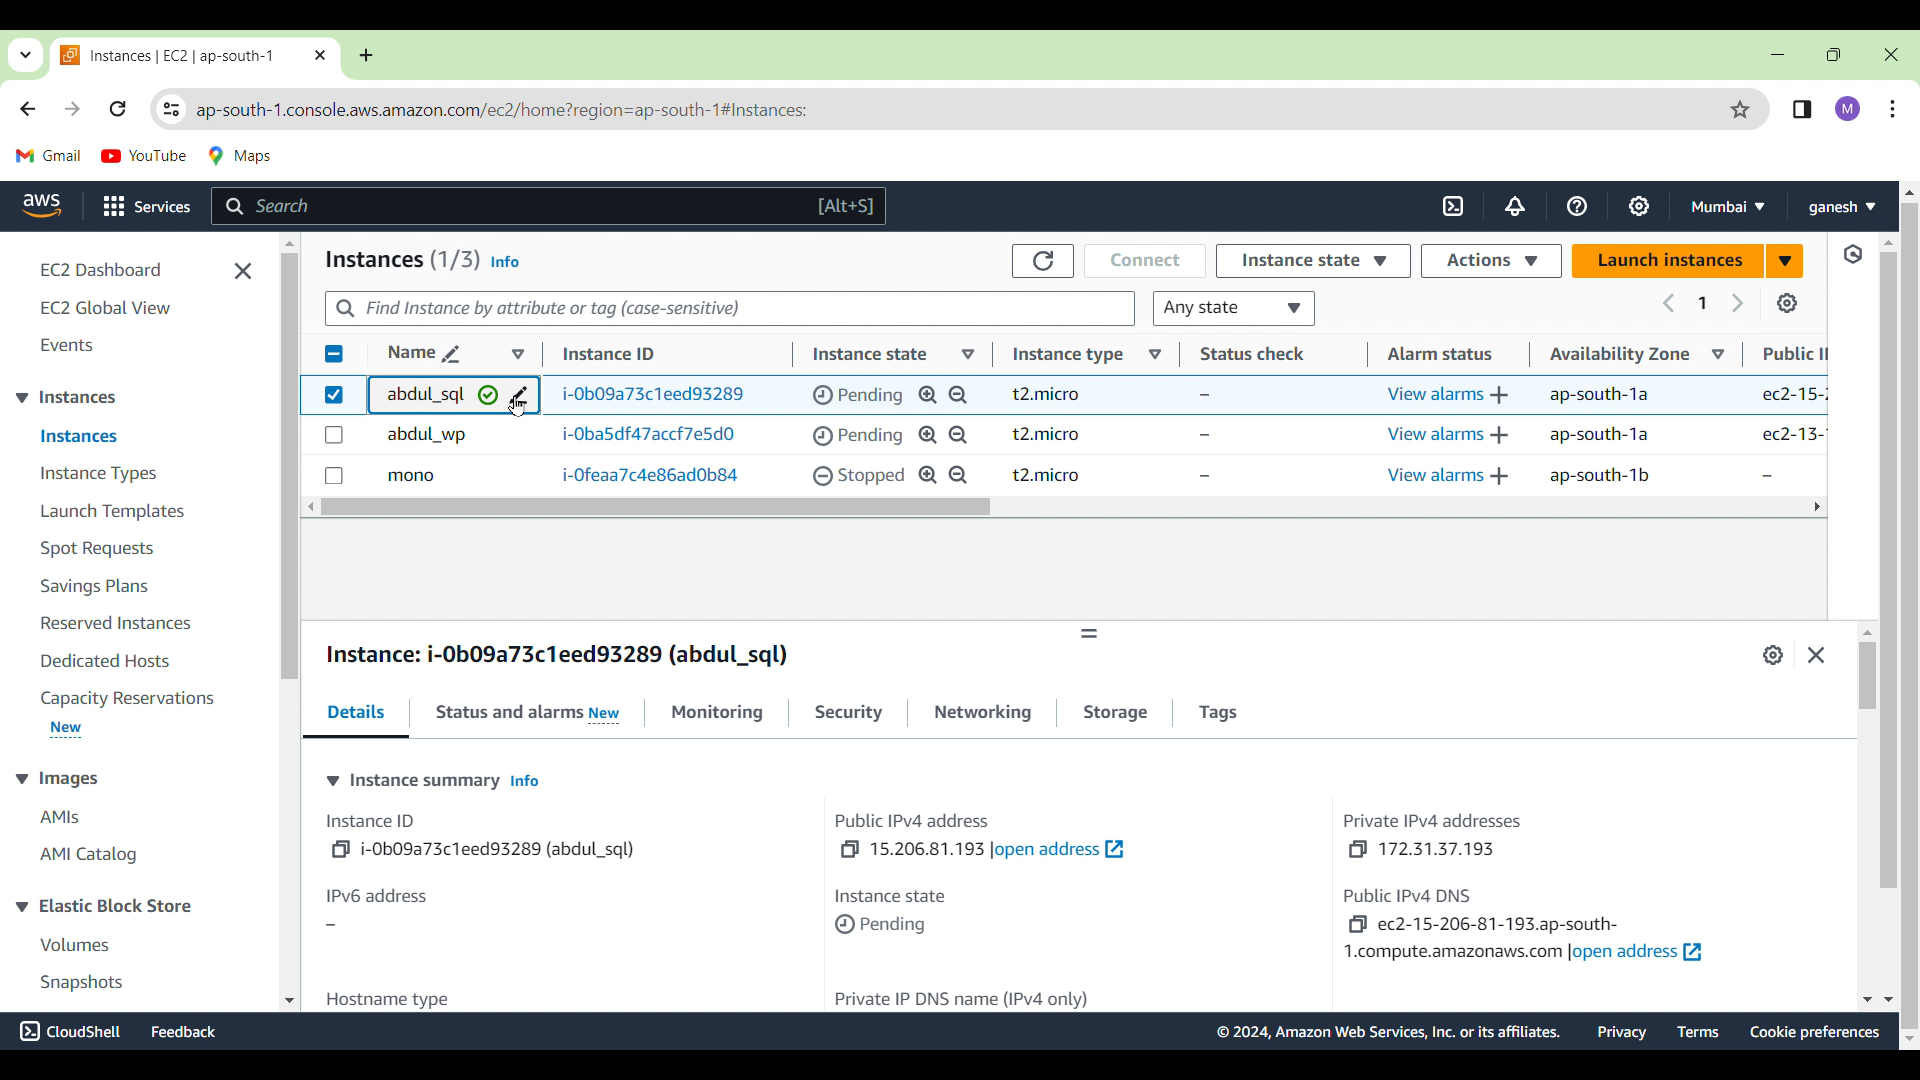 Instances | EC2 | ap-south-1
ap-south-1.console.aws.amazon.com/ec2/home?region=ap-south-1#Instances:
M
Gmail YouTube Maps
aws Services Search [Alt+S] Mumbai ganesh
EC2 Dashboard
EC2 Global View
Events
Instances
Instances
Instance Types
Launch Templates
Spot Requests
Savings Plans
Reserved Instances
Dedicated Hosts
Capacity Reservations
New
Images
AMIs
AMI Catalog
Elastic Block Store
Volumes
Snapshots
Instances (1/3) Info Connect Instance state Actions Launch instances
Find Instance by attribute or tag (case-sensitive) Any state 1
Name Instance ID Instance state Instance type Status check Alarm status Availability Zone Public I
abdul_sql i-0b09a73c1eed93289 Pending t2.micro – View alarms + ap-south-1a ec2-15-2
abdul_wp i-0ba5df47accf7e5d0 Pending t2.micro – View alarms + ap-south-1a ec2-13-
mono i-0feaa7c4e86ad0b84 Stopped t2.micro – View alarms + ap-south-1b –
Instance: i-0b09a73c1eed93289 (abdul_sql)
Details Status and alarms New Monitoring Security Networking Storage Tags
Instance summary Info
Instance ID
i-0b09a73c1eed93289 (abdul_sql)
Public IPv4 address
15.206.81.193 |open address
Private IPv4 addresses
172.31.37.193
IPv6 address
–
Instance state
Pending
Public IPv4 DNS
ec2-15-206-81-193.ap-south-
1.compute.amazonaws.com |open address
Hostname type
Private IP DNS name (IPv4 only)
CloudShell Feedback © 2024, Amazon Web Services, Inc. or its affiliates. Privacy Terms Cookie preferences